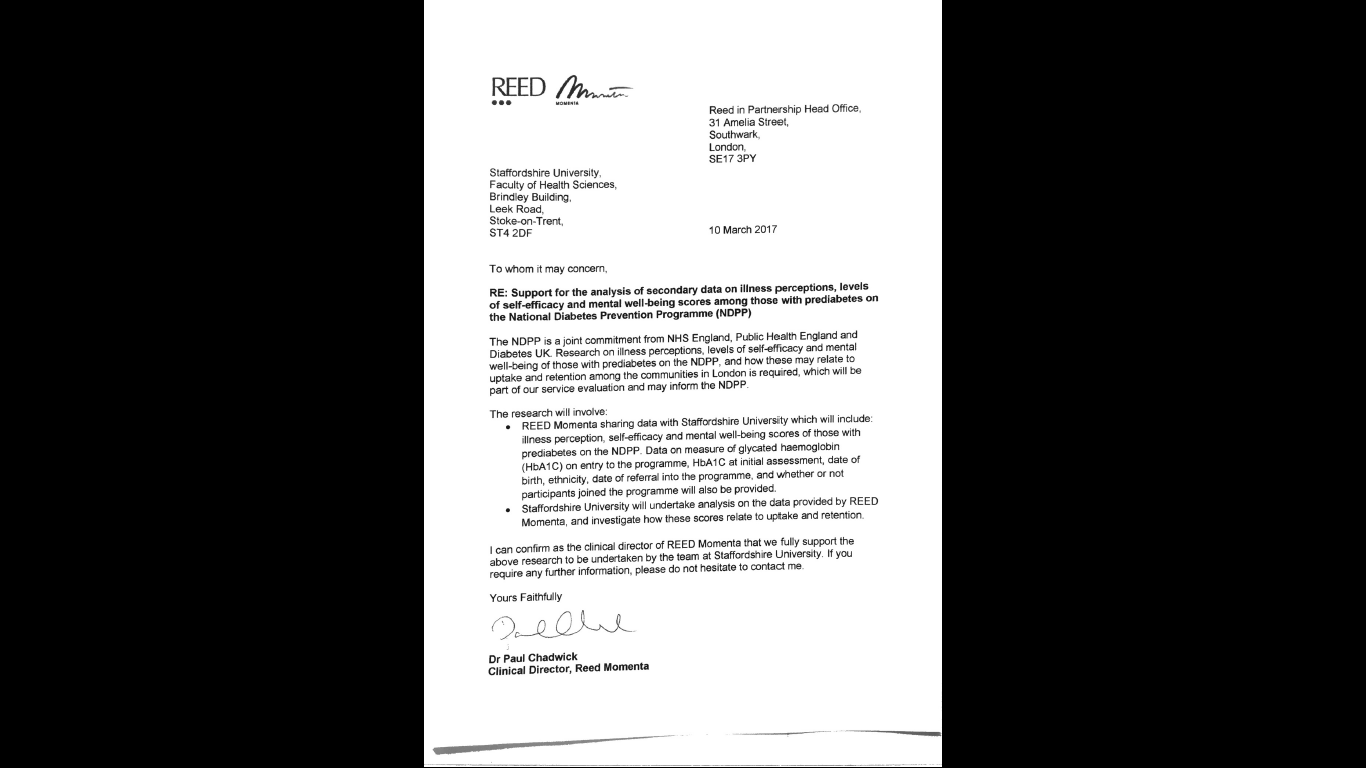 REED Momenta
MOMENTA
Reed in Partnership Head Office,
31 Amelia Street,
Southwark,
London,
SE17 3PY
Staffordshire University,
Faculty of Health Sciences,
Brindley Building,
Leek Road,
Stoke-on-Trent,
ST4 2DF
10 March 2017
To whom it may concern,
RE: Support for the analysis of secondary data on illness perceptions, levels
of self-efficacy and mental well-being scores among those with prediabetes on
the National Diabetes Prevention Programme (NDPP)
The NDPP is a joint commitment from NHS England, Public Health England and
Diabetes UK. Research on illness perceptions, levels of self-efficacy and mental
well-being of those with prediabetes on the NDPP, and how these may relate to
uptake and retention among the communities in London is required, which will be
part of our service evaluation and may inform the NDPP.
The research will involve:
• REED Momenta sharing data with Staffordshire University which will include:
illness perception, self-efficacy and mental well-being scores of those with
prediabetes on the NDPP. Data on measure of glycated haemoglobin
(HbA1C) on entry to the programme, HbA1C at initial assessment, date of
birth, ethnicity, date of referral into the programme, and whether or not
participants joined the programme will also be provided.
• Staffordshire University will undertake analysis on the data provided by REED
Momenta, and investigate how these scores relate to uptake and retention.
I can confirm as the clinical director of REED Momenta that we fully support the
above research to be undertaken by the team at Staffordshire University. If you
require any further information, please do not hesitate to contact me.
Yours Faithfully
Dr Paul Chadwick
Clinical Director, Reed Momenta